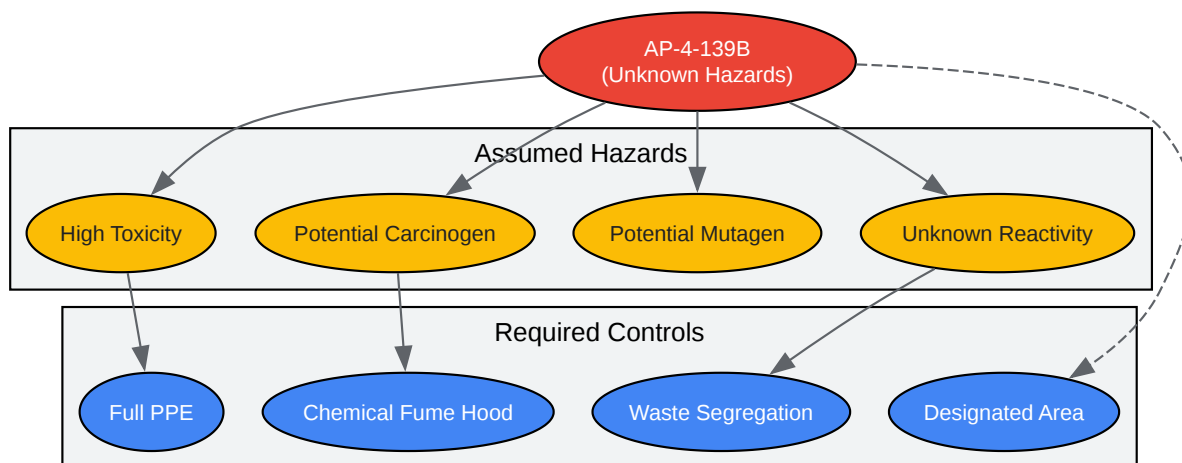 AP-4-139B
(Unknown Hazards)
Assumed Hazards
High Toxicity
Potential Carcinogen
Potential Mutagen
Unknown Reactivity
Required Controls
Full PPE
Chemical Fume Hood
Waste Segregation
Designated Area